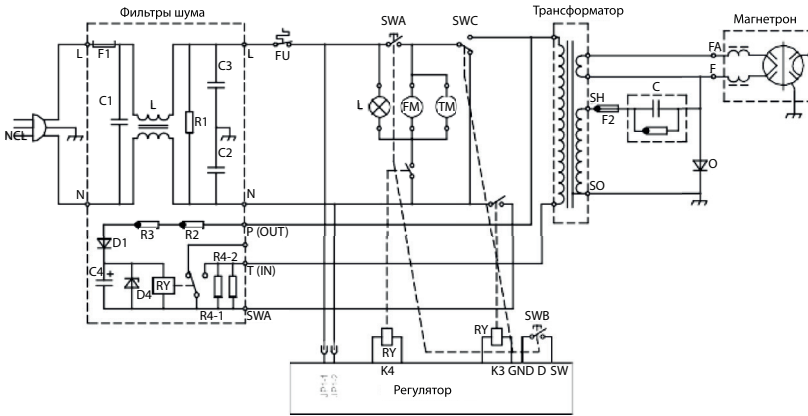 Фильтры шума
SWA
SWC
Трансформатор
Магнетрон
L
F1
L
FU
FA
F
C3
C1
L
R1
L
FM
TM
SH
C
F2
NCL
C2
O
N
N
SO
R3
R2
P (OUT)
D1
R4-2
T (IN)
C4
+
D4
RY
R4-1
SWA
SWB
RY
RY
K4
K3
GND
D
SW
Регулятор